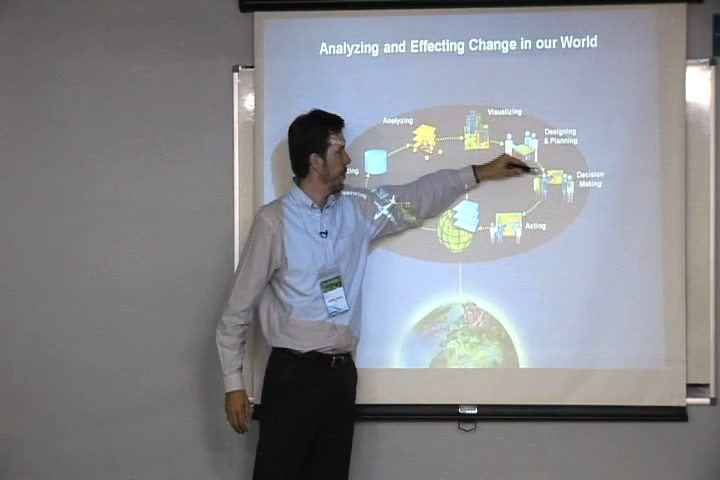 Analyzing and Effecting Change in our World
Visualizing
Analyzing
Designing
& Planning
Decision
Making
Acting